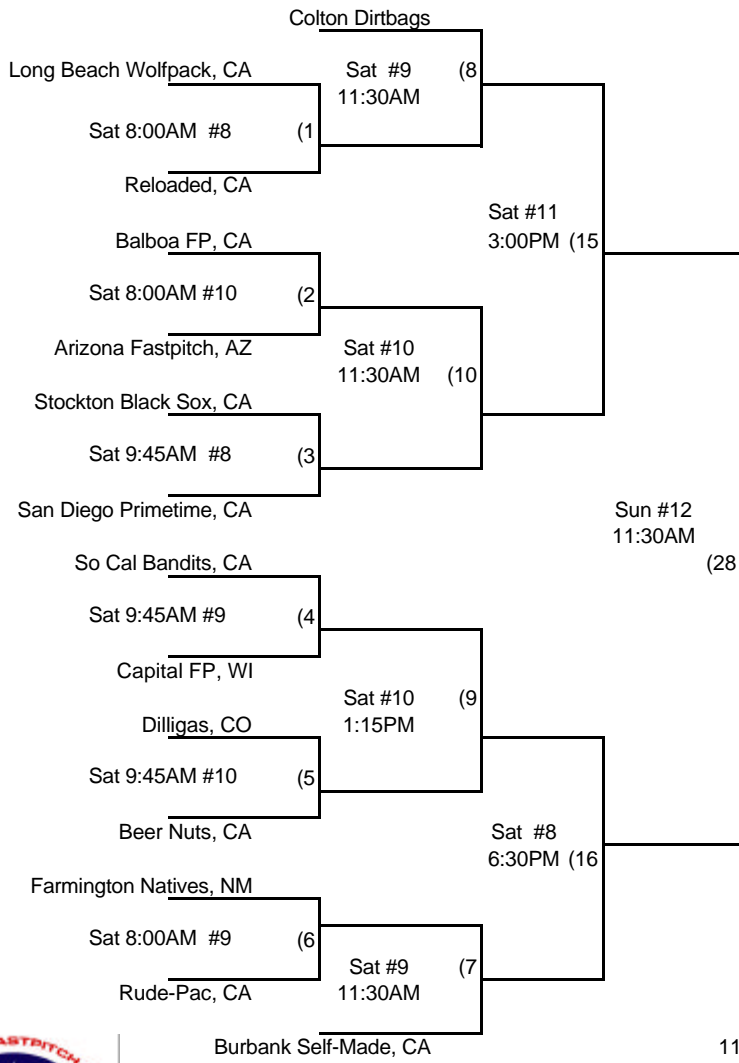 Colton Dirtbags
Long Beach Wolfpack, CA
Sat #9 (8
11:30AM
Sat 8:00AM #8 (1
Reloaded, CA
Sat #11
Balboa FP, CA
3:00PM (15
Sat 8:00AM #10 (2
Arizona Fastpitch, AZ
Sat #10
11:30AM (10
Stockton Black Sox, CA
Sat 9:45AM #8 (3
San Diego Primetime, CA
Sun #12
11:30AM
(28
So Cal Bandits, CA
Sat 9:45AM #9 (4
Capital FP, WI
Sat #10 (9
1:15PM
Dilligas, CO
Sat 9:45AM #10 (5
Beer Nuts, CA
Sat #8
6:30PM (16
Farmington Natives, NM
Sat 8:00AM #9 (6
Sat #9 (7
11:30AM
Rude-Pac, CA
Burbank Self-Made, CA
11